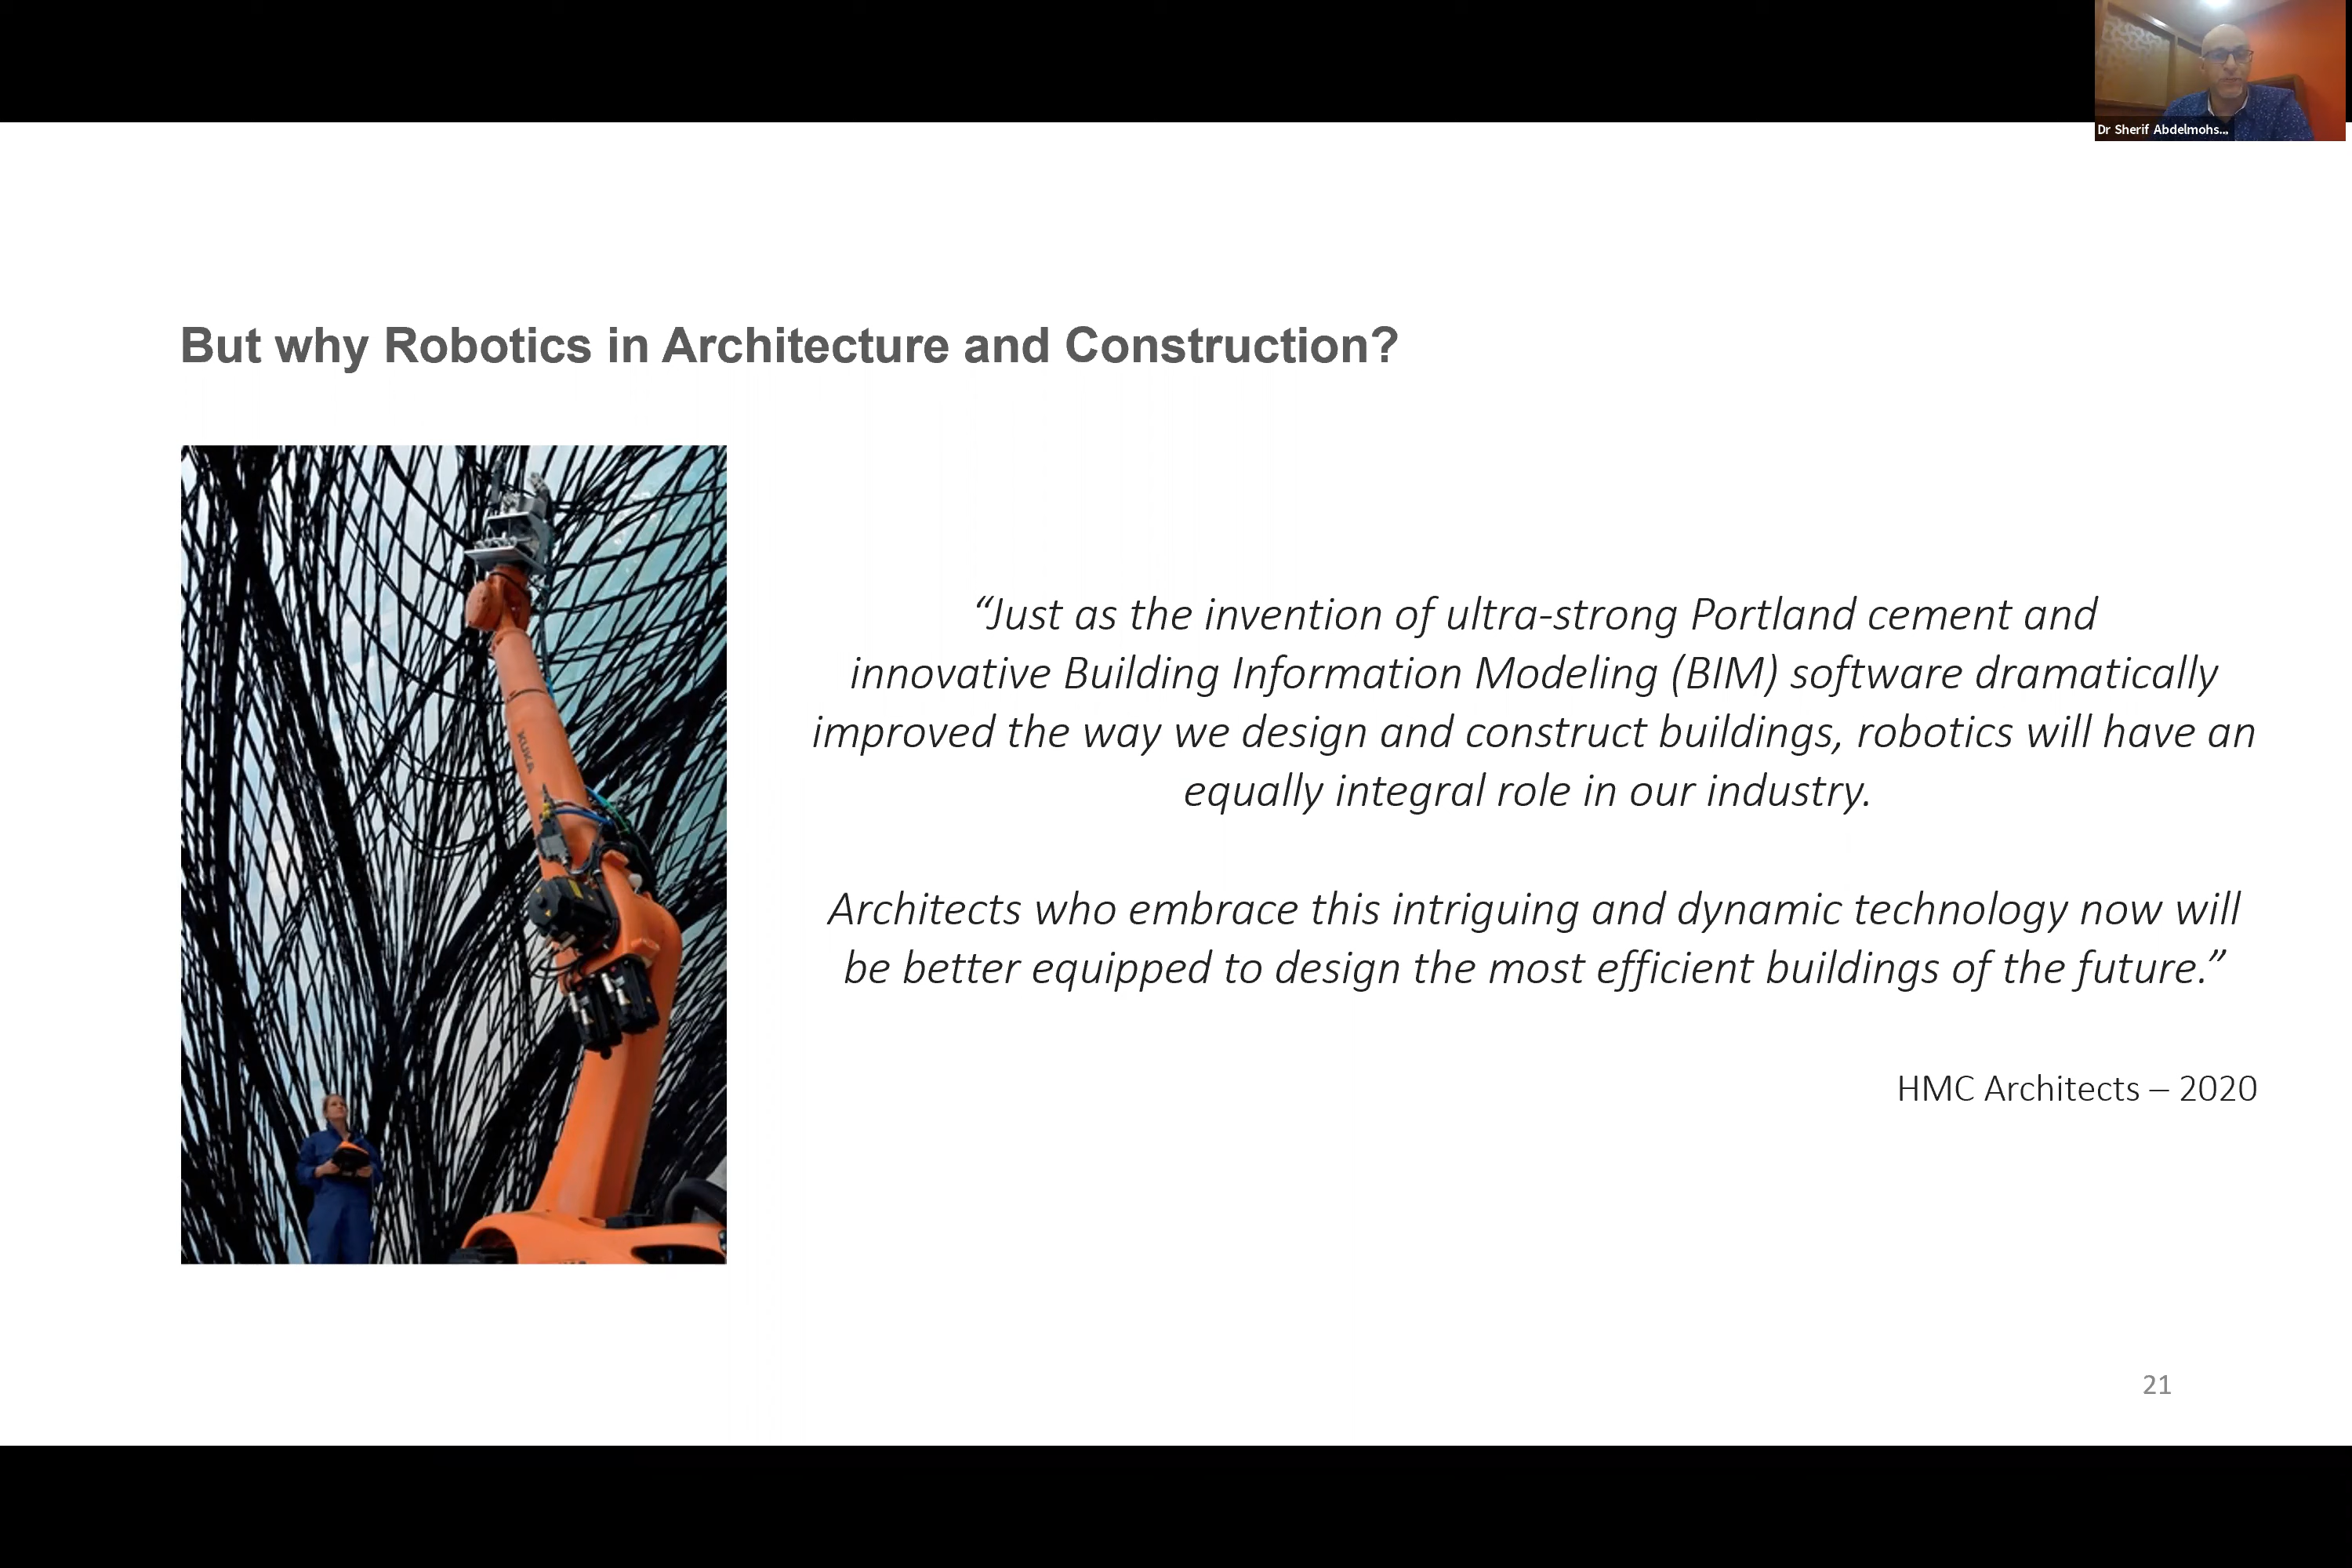 Dr Sherif Abdelmohs...
But why Robotics in Architecture and Construction?
KUKA
“Just as the invention of ultra-strong Portland cement and
innovative Building Information Modeling (BIM) software dramatically
improved the way we design and construct buildings, robotics will have an
equally integral role in our industry.
Architects who embrace this intriguing and dynamic technology now will
be better equipped to design the most efficient buildings of the future.”
HMC Architects – 2020
21